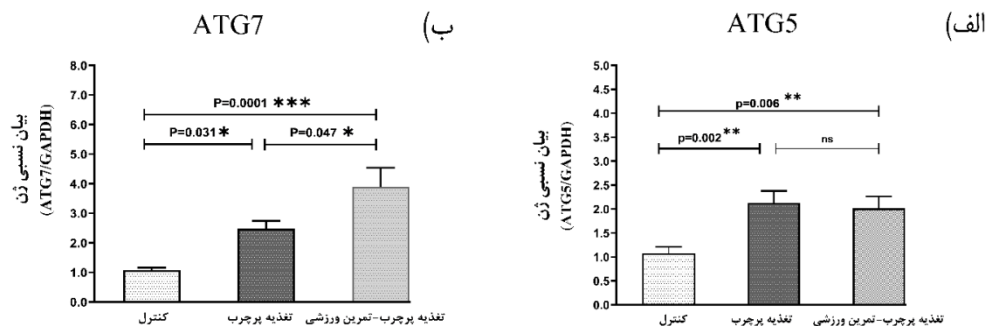 الف)
ATG5
5.0
4.5
4.0
3.5
3.0
2.5
2.0
1.5
1.0
0.5
0.0
بیان نسبی ژن
(ATG5/GAPDH)
p=0.006 **
p=0.002 **
ns
کنترل
تغذیه پرچرب
تغذیه پرچرب-تمرین ورزشی
ب)
ATG7
8.0
7.0
6.0
5.0
4.0
3.0
2.0
1.0
0.0
بیان نسبی ژن
(ATG7/GAPDH)
P=0.0001 ***
P=0.031 *
P=0.047 *
کنترل
تغذیه پرچرب
تغذیه پرچرب-تمرین ورزشی